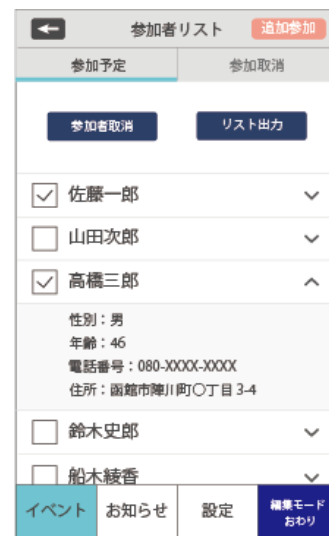 参加者リスト
追加参加
参加予定
参加取消
参加者取消
リスト出力
佐藤一郎
山田次郎
高橋三郎
性別：男
年齢：46
電話番号：080-XXXX-XXXX
住所：函館市陣川町〇丁目 3-4
鈴木史郎
船木綾香
イベント
お知らせ
設定
編集モード
おわり